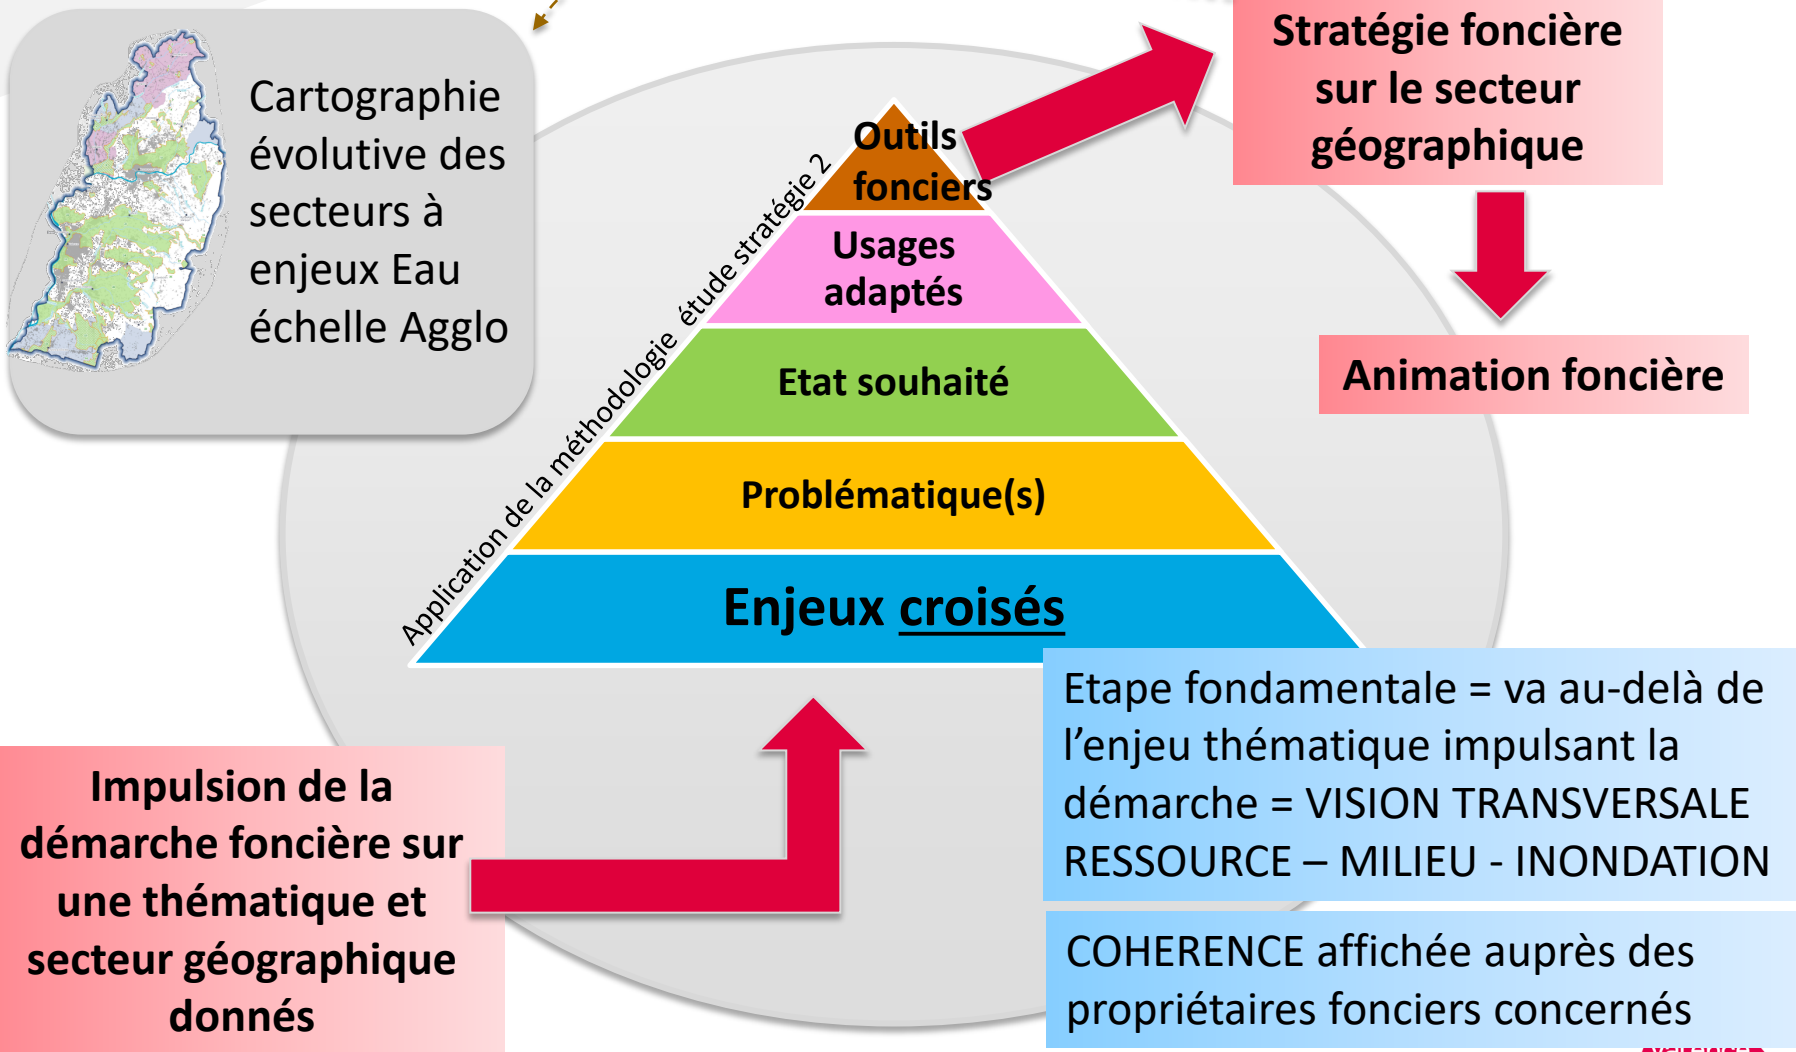 Cartographie
évolutive des
secteurs à
enjeux Eau
échelle Agglo
Stratégie foncière
sur le secteur
géographique
Animation foncière
Application de la méthodologie étude stratégie 2
Outils
fonciers
Usages
adaptés
Etat souhaité
Problématique(s)
Enjeux croisés
Impulsion de la
démarche foncière sur
une thématique et
secteur géographique
donnés
Etape fondamentale = va au-delà de
l’enjeu thématique impulsant la
démarche = VISION TRANSVERSALE
RESSOURCE – MILIEU - INONDATION
COHERENCE affichée auprès des
propriétaires fonciers concernés